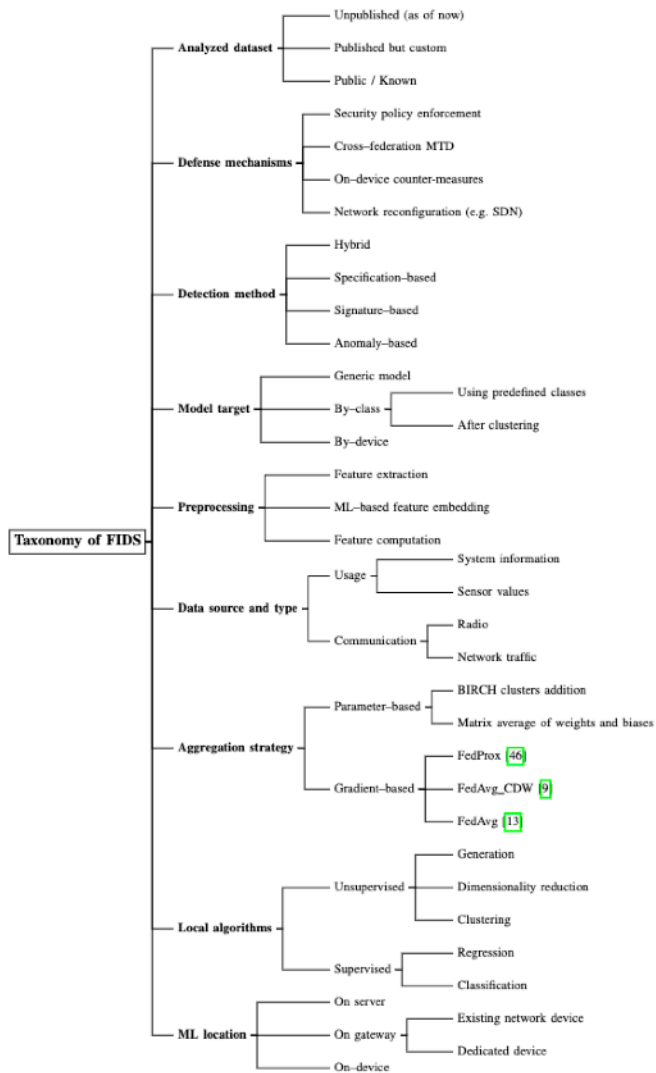 Unpublished (as of now)
Analyzed dataset
Published but custom
Public / Known
Security policy enforcement
Cross–federation MTD
Defense mechanisms
On–device counter-measures
Network reconfiguration (e.g. SDN)
Hybrid
Specification–based
Detection method
Signature–based
Anomaly–based
Generic model
Using predefined classes
Model target
By–class
After clustering
By–device
Feature extraction
Preprocessing
ML–based feature embedding
Taxonomy of FIDS
Feature computation
System information
Usage
Sensor values
Data source and type
Radio
Communication
Network traffic
BIRCH clusters addition
Parameter–based
Matrix average of weights and biases
Aggregation strategy
FedProx [46]
Gradient–based
FedAvg_CDW [9]
FedAvg [13]
Generation
Unsupervised
Dimensionality reduction
Clustering
Local algorithms
Regression
Supervised
Classification
On server
Existing network device
ML location
On gateway
Dedicated device
On–device